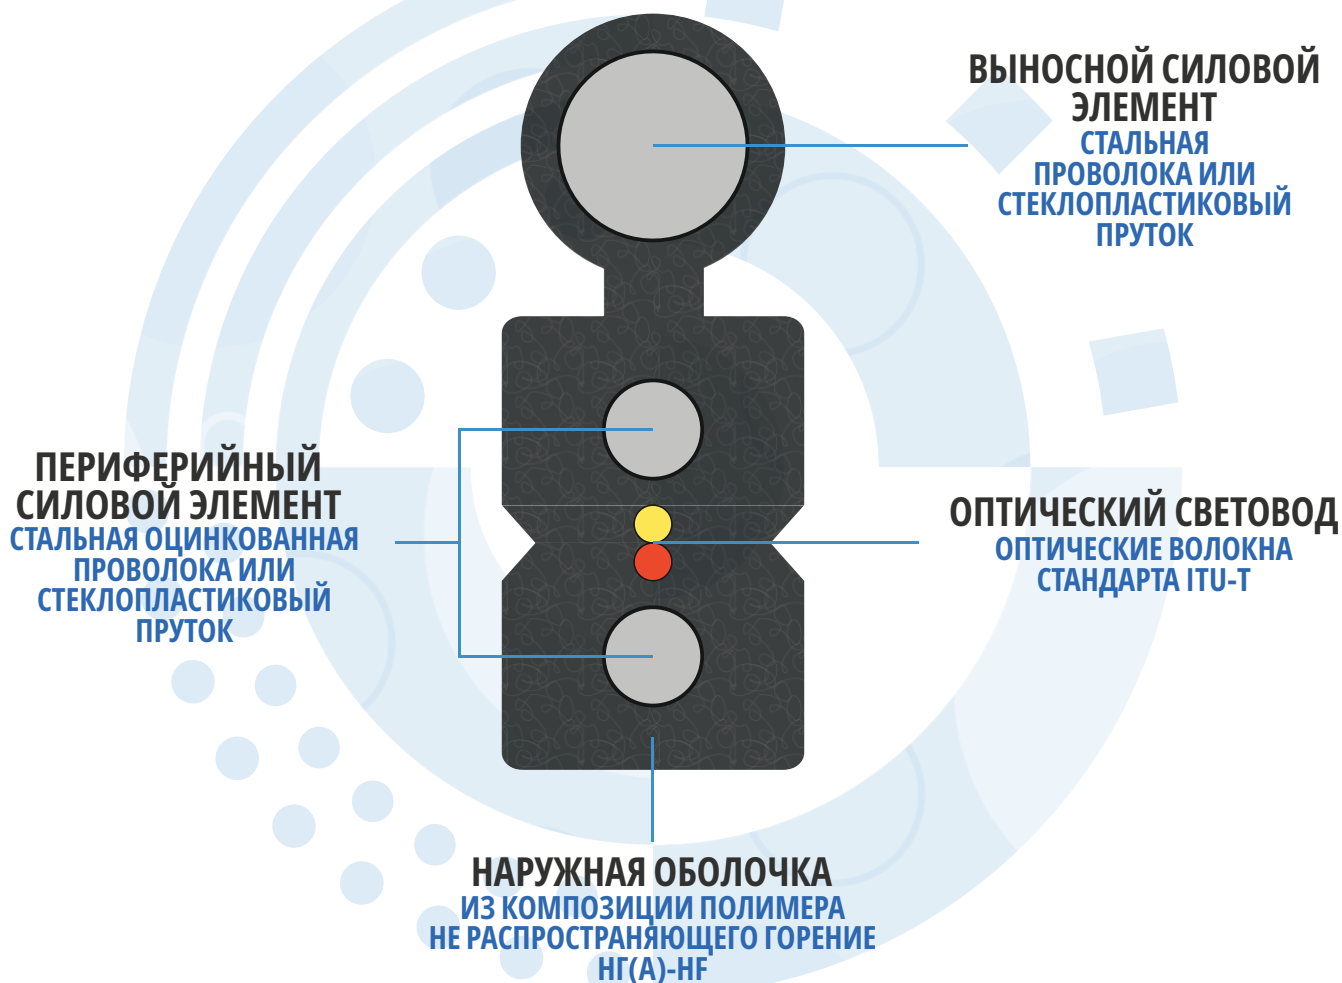 ВЫНОСНОЙ СИЛОВОЙ
ЭЛЕМЕНТ
СТАЛЬНАЯ
ПРОВОЛОКА ИЛИ
СТЕКЛОПЛАСТИКОВЫЙ
ПРУТОК
ПЕРИФЕРИЙНЫЙ
СИЛОВОЙ ЭЛЕМЕНТ
СТАЛЬНАЯ ОЦИНКОВАННАЯ
ПРОВОЛОКА ИЛИ
СТЕКЛОПЛАСТИКОВЫЙ
ПРУТОК
ОПТИЧЕСКИЙ СВЕТОВОД
ОПТИЧЕСКИЕ ВОЛОКНА
СТАНДАРТА ITU-T
НАРУЖНАЯ ОБОЛОЧКА
ИЗ КОМПОЗИЦИИ ПОЛИМЕРА
НЕ РАСПРОСТРАНЯЮЩЕГО ГОРЕНИЕ
НГ(А)-HF